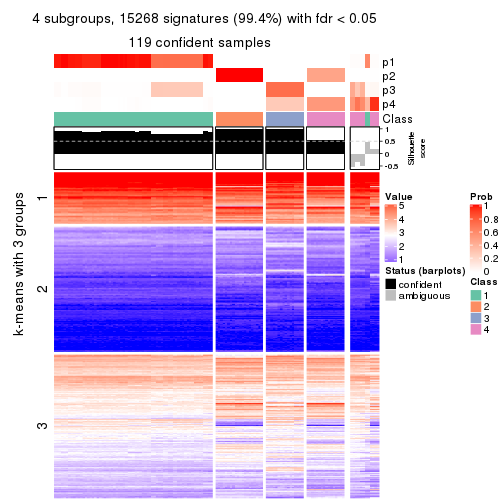 4 subgroups, 15268 signatures (99.4%) with fdr < 0.05
119 confident samples
p1
p2
p3
p4
Class
1
0.5
0
-0.5
Silhouette
score
k-means with 3 groups
1
2
3
Value
5
4
3
2
1
Status (barplots)
confident
ambiguous
Prob
1
0.8
0.6
0.4
0.2
0
Class
1
2
3
4